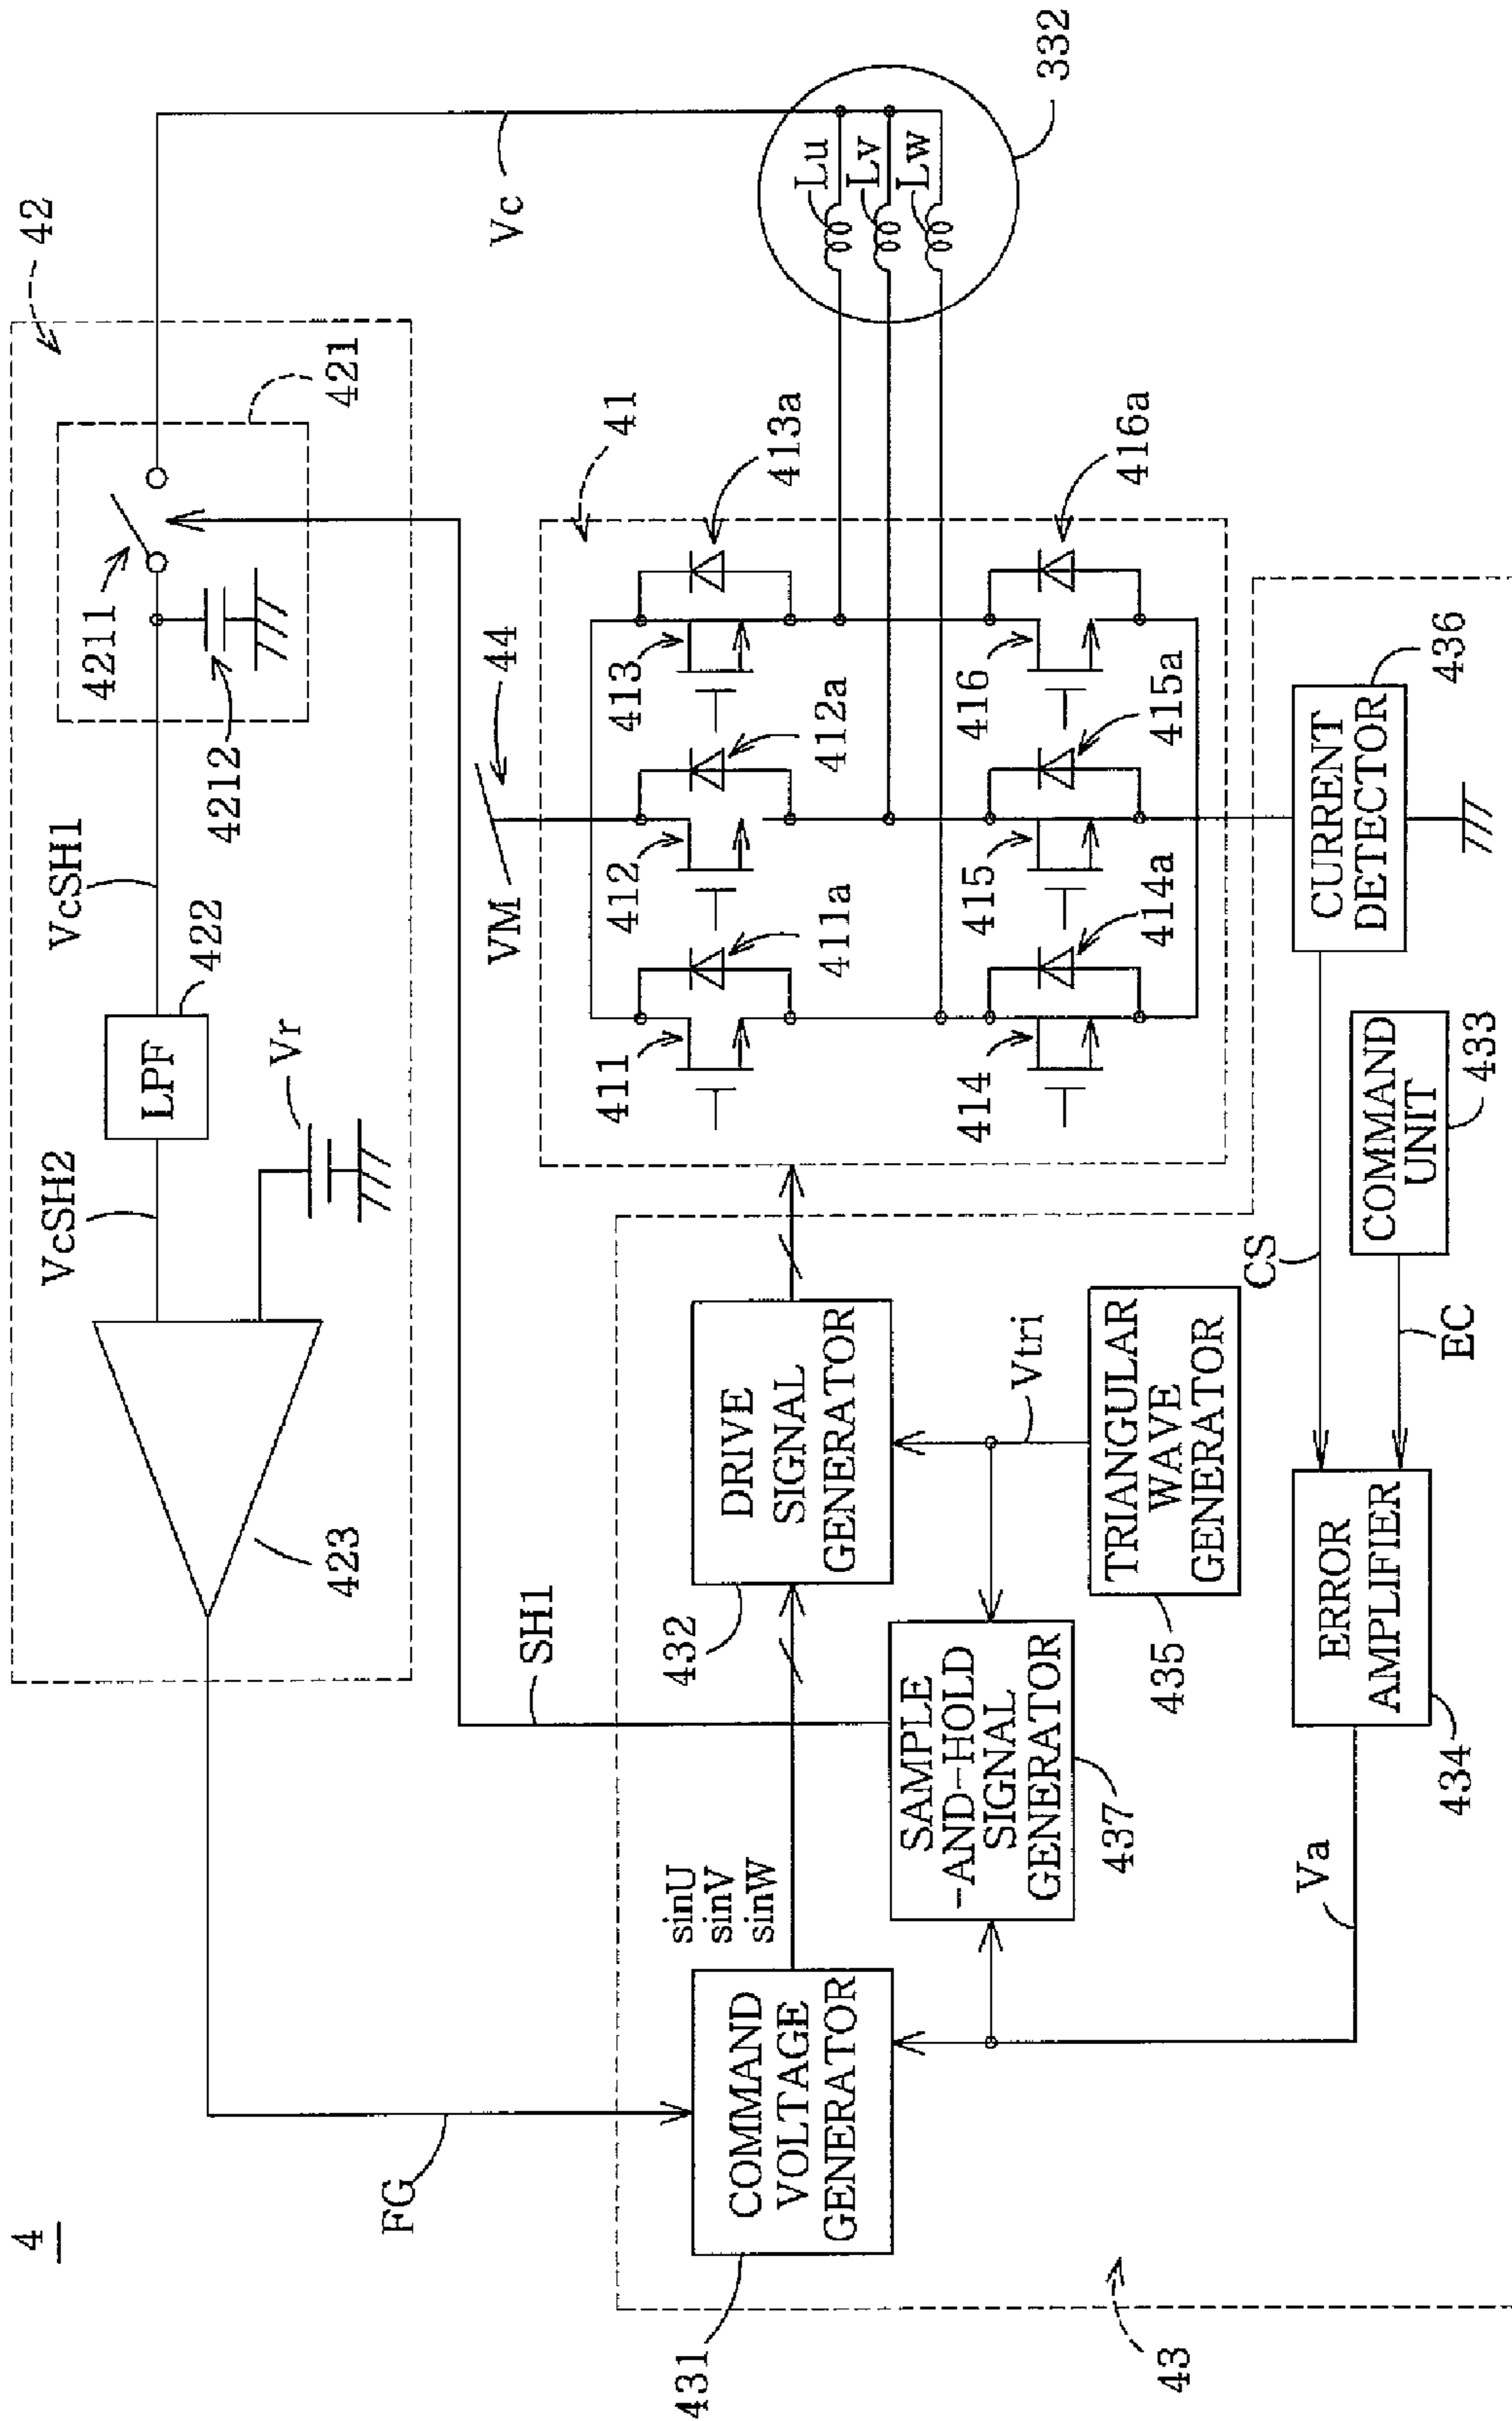 4
42
Vc
332
Lu
Lv
Lw
421
4211
4212
VcSH1
422
LPF
Vr
VcSH2
423
FG
SH1
41
44
VM
413a
413
412a
412
411a
411
416a
416
415a
415
414a
414
431
COMMAND
VOLTAGE
GENERATOR
sinU
sinV
sinW
432
DRIVE
SIGNAL
GENERATOR
SAMPLE
-AND-HOLD
SIGNAL
GENERATOR
437
Vtri
TRIANGULAR
WAVE
GENERATOR
435
CURRENT
DETECTOR
436
COMMAND
UNIT
433
CS
EC
ERROR
AMPLIFIER
434
Va
43